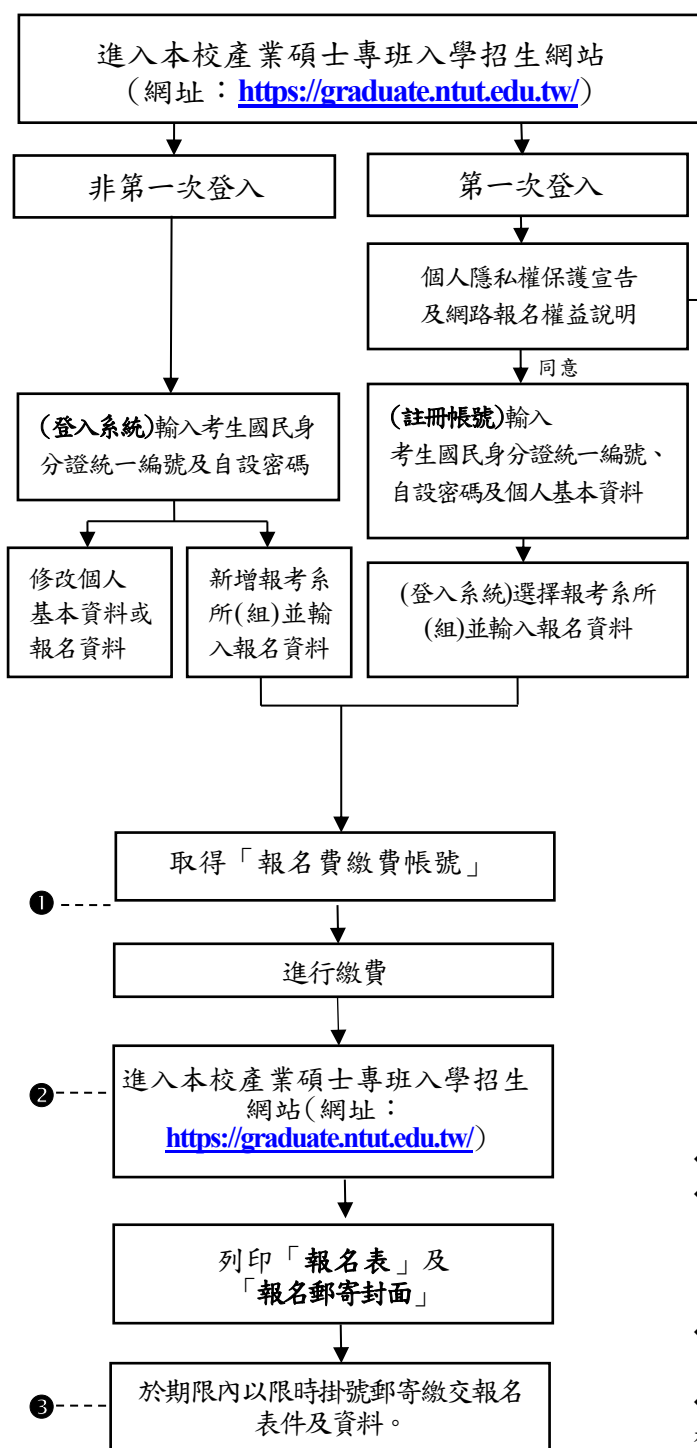 進入本校產業碩士專班入學招生網站
(網址：https://graduate.ntut.edu.tw/)
非第一次登入
第一次登入
個人隱私權保護宣告
及網路報名權益說明
同意
(登入系統)輸入考生國民身
分證統一編號及自設密碼
(註冊帳號)輸入
考生國民身分證統一編號、
自設密碼及個人基本資料
修改個人
基本資料或
報名資料
新增報考系
所(組)並輸
入報名資料
(登入系統)選擇報考系所
(組)並輸入報名資料
取得「報名費繳費帳號」
❶
進行繳費
❷
進入本校產業碩士專班入學招生
網站(網址：
https://graduate.ntut.edu.tw/)
列印「報名表」及
「報名郵寄封面」
❸
於期限內以限時掛號郵寄繳交報名
表件及資料。